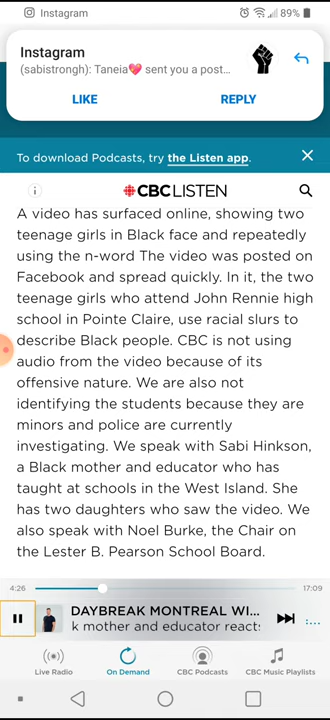 Instagram
89%
Instagram
(sabistrongh): Taneia💖 sent you a post...
LIKE
REPLY
To download Podcasts, try the Listen app.
CBC LISTEN
A video has surfaced online, showing two
teenage girls in Black face and repeatedly
using the n-word The video was posted on
Facebook and spread quickly. In it, the two
teenage girls who attend John Rennie high
school in Pointe Claire, use racial slurs to
describe Black people. CBC is not using
audio from the video because of its
offensive nature. We are also not
identifying the students because they are
minors and police are currently
investigating. We speak with Sabi Hinkson,
a Black mother and educator who has
taught at schools in the West Island. She
has two daughters who saw the video. We
also speak with Noel Burke, the Chair on
the Lester B. Pearson School Board.
4:26
17:09
DAYBREAK MONTREAL WI...
k mother and educator reacts
Live Radio
On Demand
CBC Podcasts
CBC Music Playlists